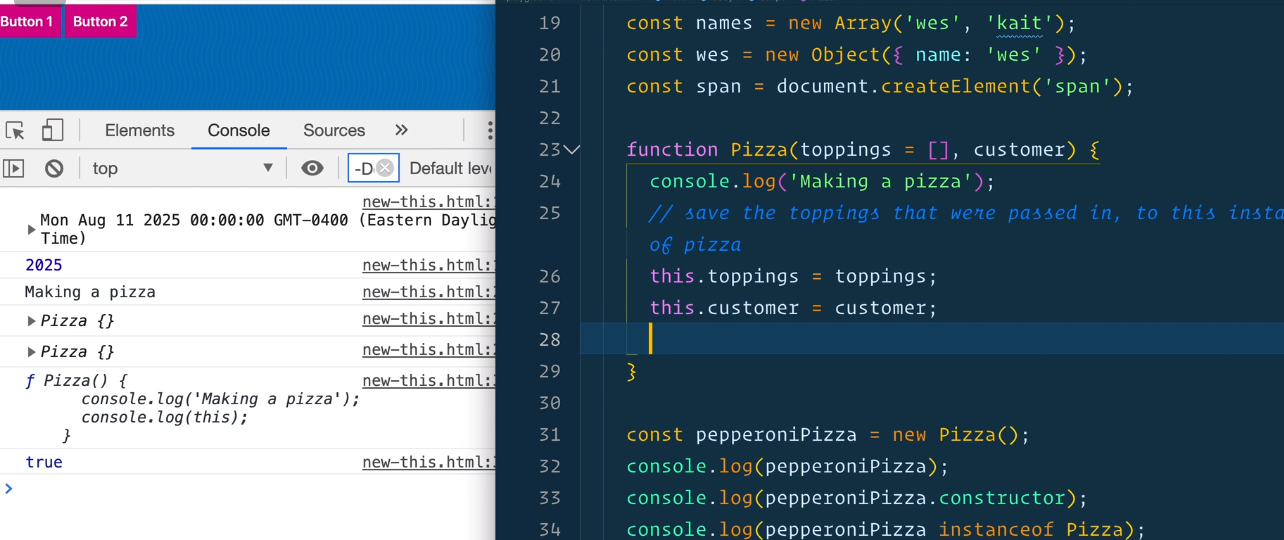 Button 1
Button 2
Elements
Console
Sources
»
top
-D
Default
new-this.html:
Mon Aug 11 2025 00:00:00 GMT-0400 (Eastern
Time)
2025
new-this.html:
Making a pizza
new-this.html:
Pizza {}
new-this.html:
Pizza {}
new-this.html:
ƒ Pizza() {
new-this.html:
console.log('Making a pizza');
console.log(this);
}
true
new-this.html:
>
19 const names = new Array('wes', 'kait');
20 const wes = new Object({ name: 'wes' });
21 const span = document.createElement('span');
22
23 function Pizza(toppings = [], customer) {
24 console.log('Making a pizza');
25 // save the toppings that were passed in, to this
of pizza
26 this.toppings = toppings;
27 this.customer = customer;
28
29 }
30
31 const pepperoniPizza = new Pizza();
32 console.log(pepperoniPizza);
33 console.log(pepperoniPizza.constructor);
34 console.log(pepperoniPizza instanceof Pizza);